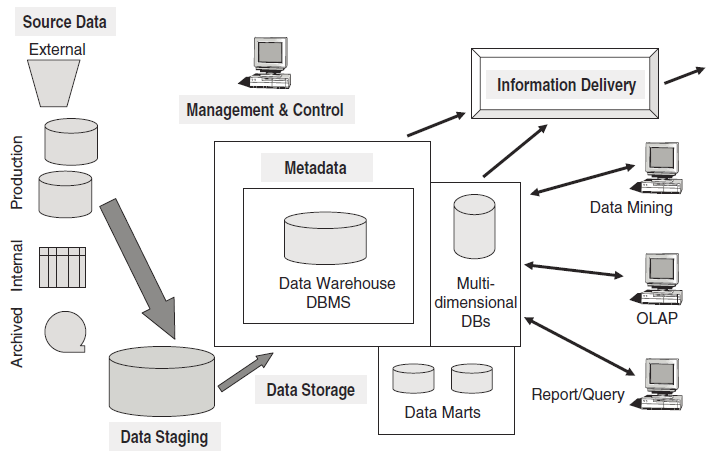 Source Data
External
Production
Internal
Archived
Management & Control
Information Delivery
Metadata
Data Warehouse
DBMS
Multi-
dimensional
DBs
Data Mining
OLAP
Report/Query
Data Storage
Data Marts
Data Staging